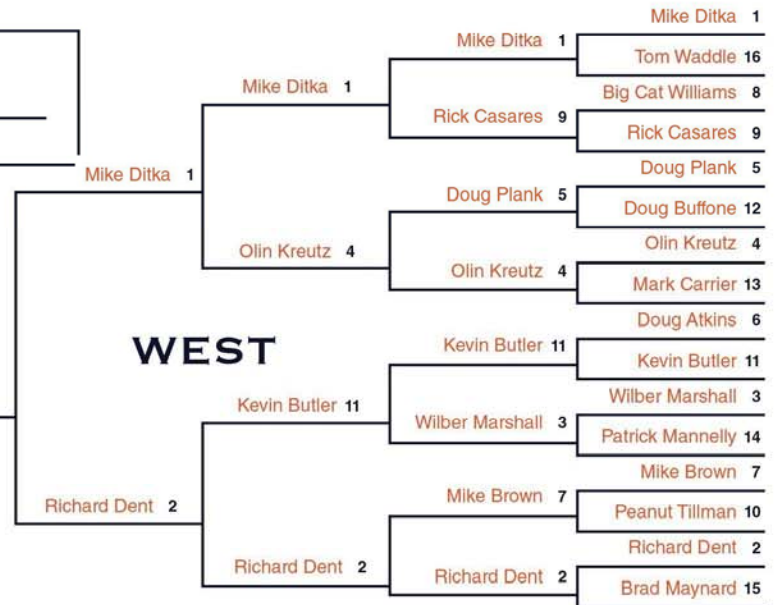 Mike Ditka 1
Mike Ditka 1
Tom Waddle 16
Mike Ditka 1
Big Cat Williams 8
Rick Casares 9
Rick Casares 9
Doug Plank 5
Mike Ditka 1
Doug Plank 5
Doug Buffone 12
Olin Kreutz 4
Olin Kreutz 4
Olin Kreutz 4
Mark Carrier 13
Doug Atkins 6
WEST
Kevin Butler 11
Kevin Butler 11
Wilber Marshall 3
Kevin Butler 11
Wilber Marshall 3
Patrick Mannelly 14
Mike Brown 7
Mike Brown 7
Richard Dent 2
Peanut Tillman 10
Richard Dent 2
Richard Dent 2
Richard Dent 2
Brad Maynard 15